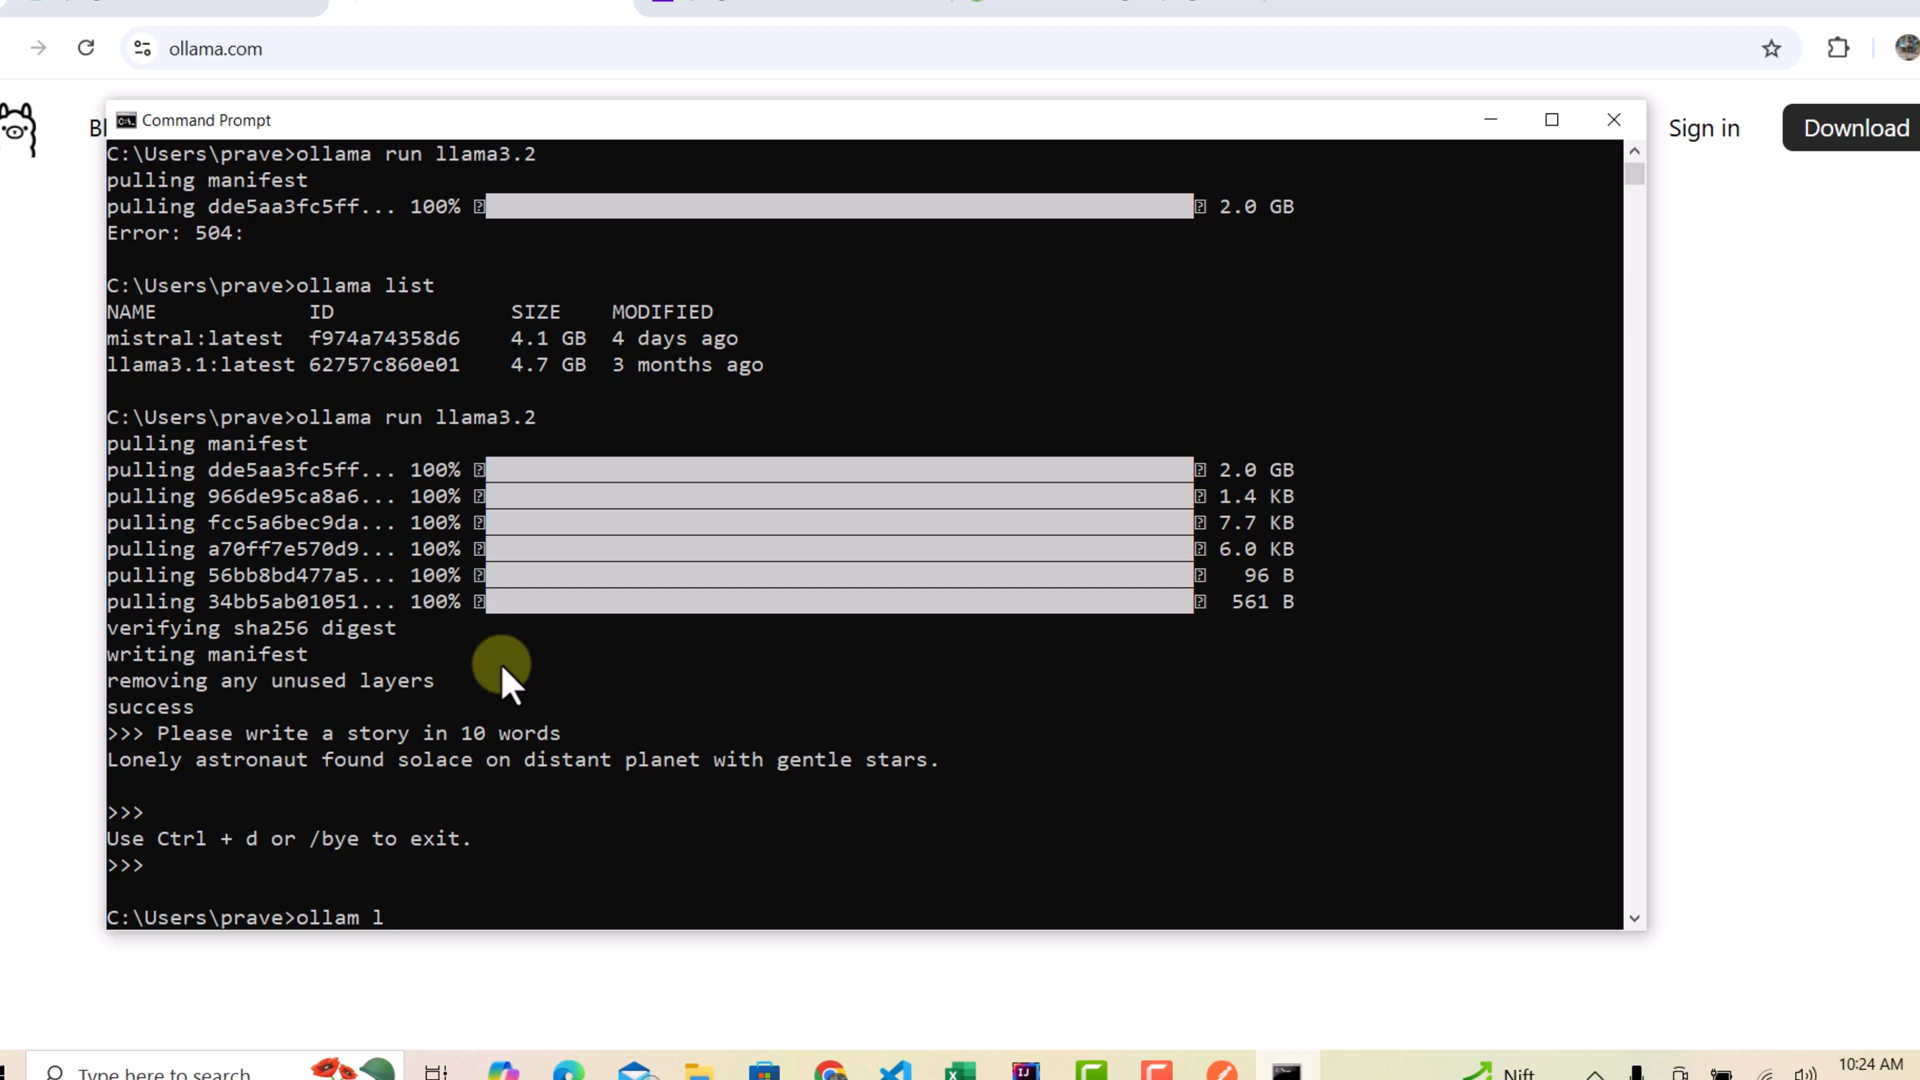 ollama.com
Sign in
Download
Bl
Command Prompt
C:\Users\prave>ollama run llama3.2
pulling manifest
pulling dde5aa3fc5ff... 100% 2.0 GB
Error: 504:
C:\Users\prave>ollama list
NAME ID SIZE MODIFIED
mistral:latest f974a74358d6 4.1 GB 4 days ago
llama3.1:latest 62757c860e01 4.7 GB 3 months ago
C:\Users\prave>ollama run llama3.2
pulling manifest
pulling dde5aa3fc5ff... 100% 2.0 GB
pulling 966de95ca8a6... 100% 1.4 KB
pulling fcc5a6bec9da... 100% 7.7 KB
pulling a70ff7e570d9... 100% 6.0 KB
pulling 56bb8bd477a5... 100% 96 B
pulling 34bb5ab01051... 100% 561 B
verifying sha256 digest
writing manifest
removing any unused layers
success
>>> Please write a story in 10 words
Lonely astronaut found solace on distant planet with gentle stars.
>>>
Use Ctrl + d or /bye to exit.
>>>
C:\Users\prave>ollam l
Type here to search
Nift
10:24 AM